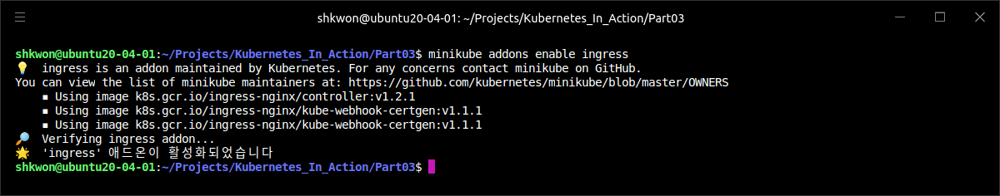 shkwon@ubuntu20-04-01: ~/Projects/Kubernetes_In_Action/Part03
shkwon@ubuntu20-04-01:~/Projects/Kubernetes_In_Action/Part03$ minikube addons enable ingress
💡  ingress is an addon maintained by Kubernetes. For any concerns contact minikube on GitHub.
You can view the list of minikube maintainers at: https://github.com/kubernetes/minikube/blob/master/OWNERS
    ▪ Using image k8s.gcr.io/ingress-nginx/controller:v1.2.1
    ▪ Using image k8s.gcr.io/ingress-nginx/kube-webhook-certgen:v1.1.1
    ▪ Using image k8s.gcr.io/ingress-nginx/kube-webhook-certgen:v1.1.1
🔎  Verifying ingress addon...
🌟  'ingress' 애드온이 활성화되었습니다
shkwon@ubuntu20-04-01:~/Projects/Kubernetes_In_Action/Part03$